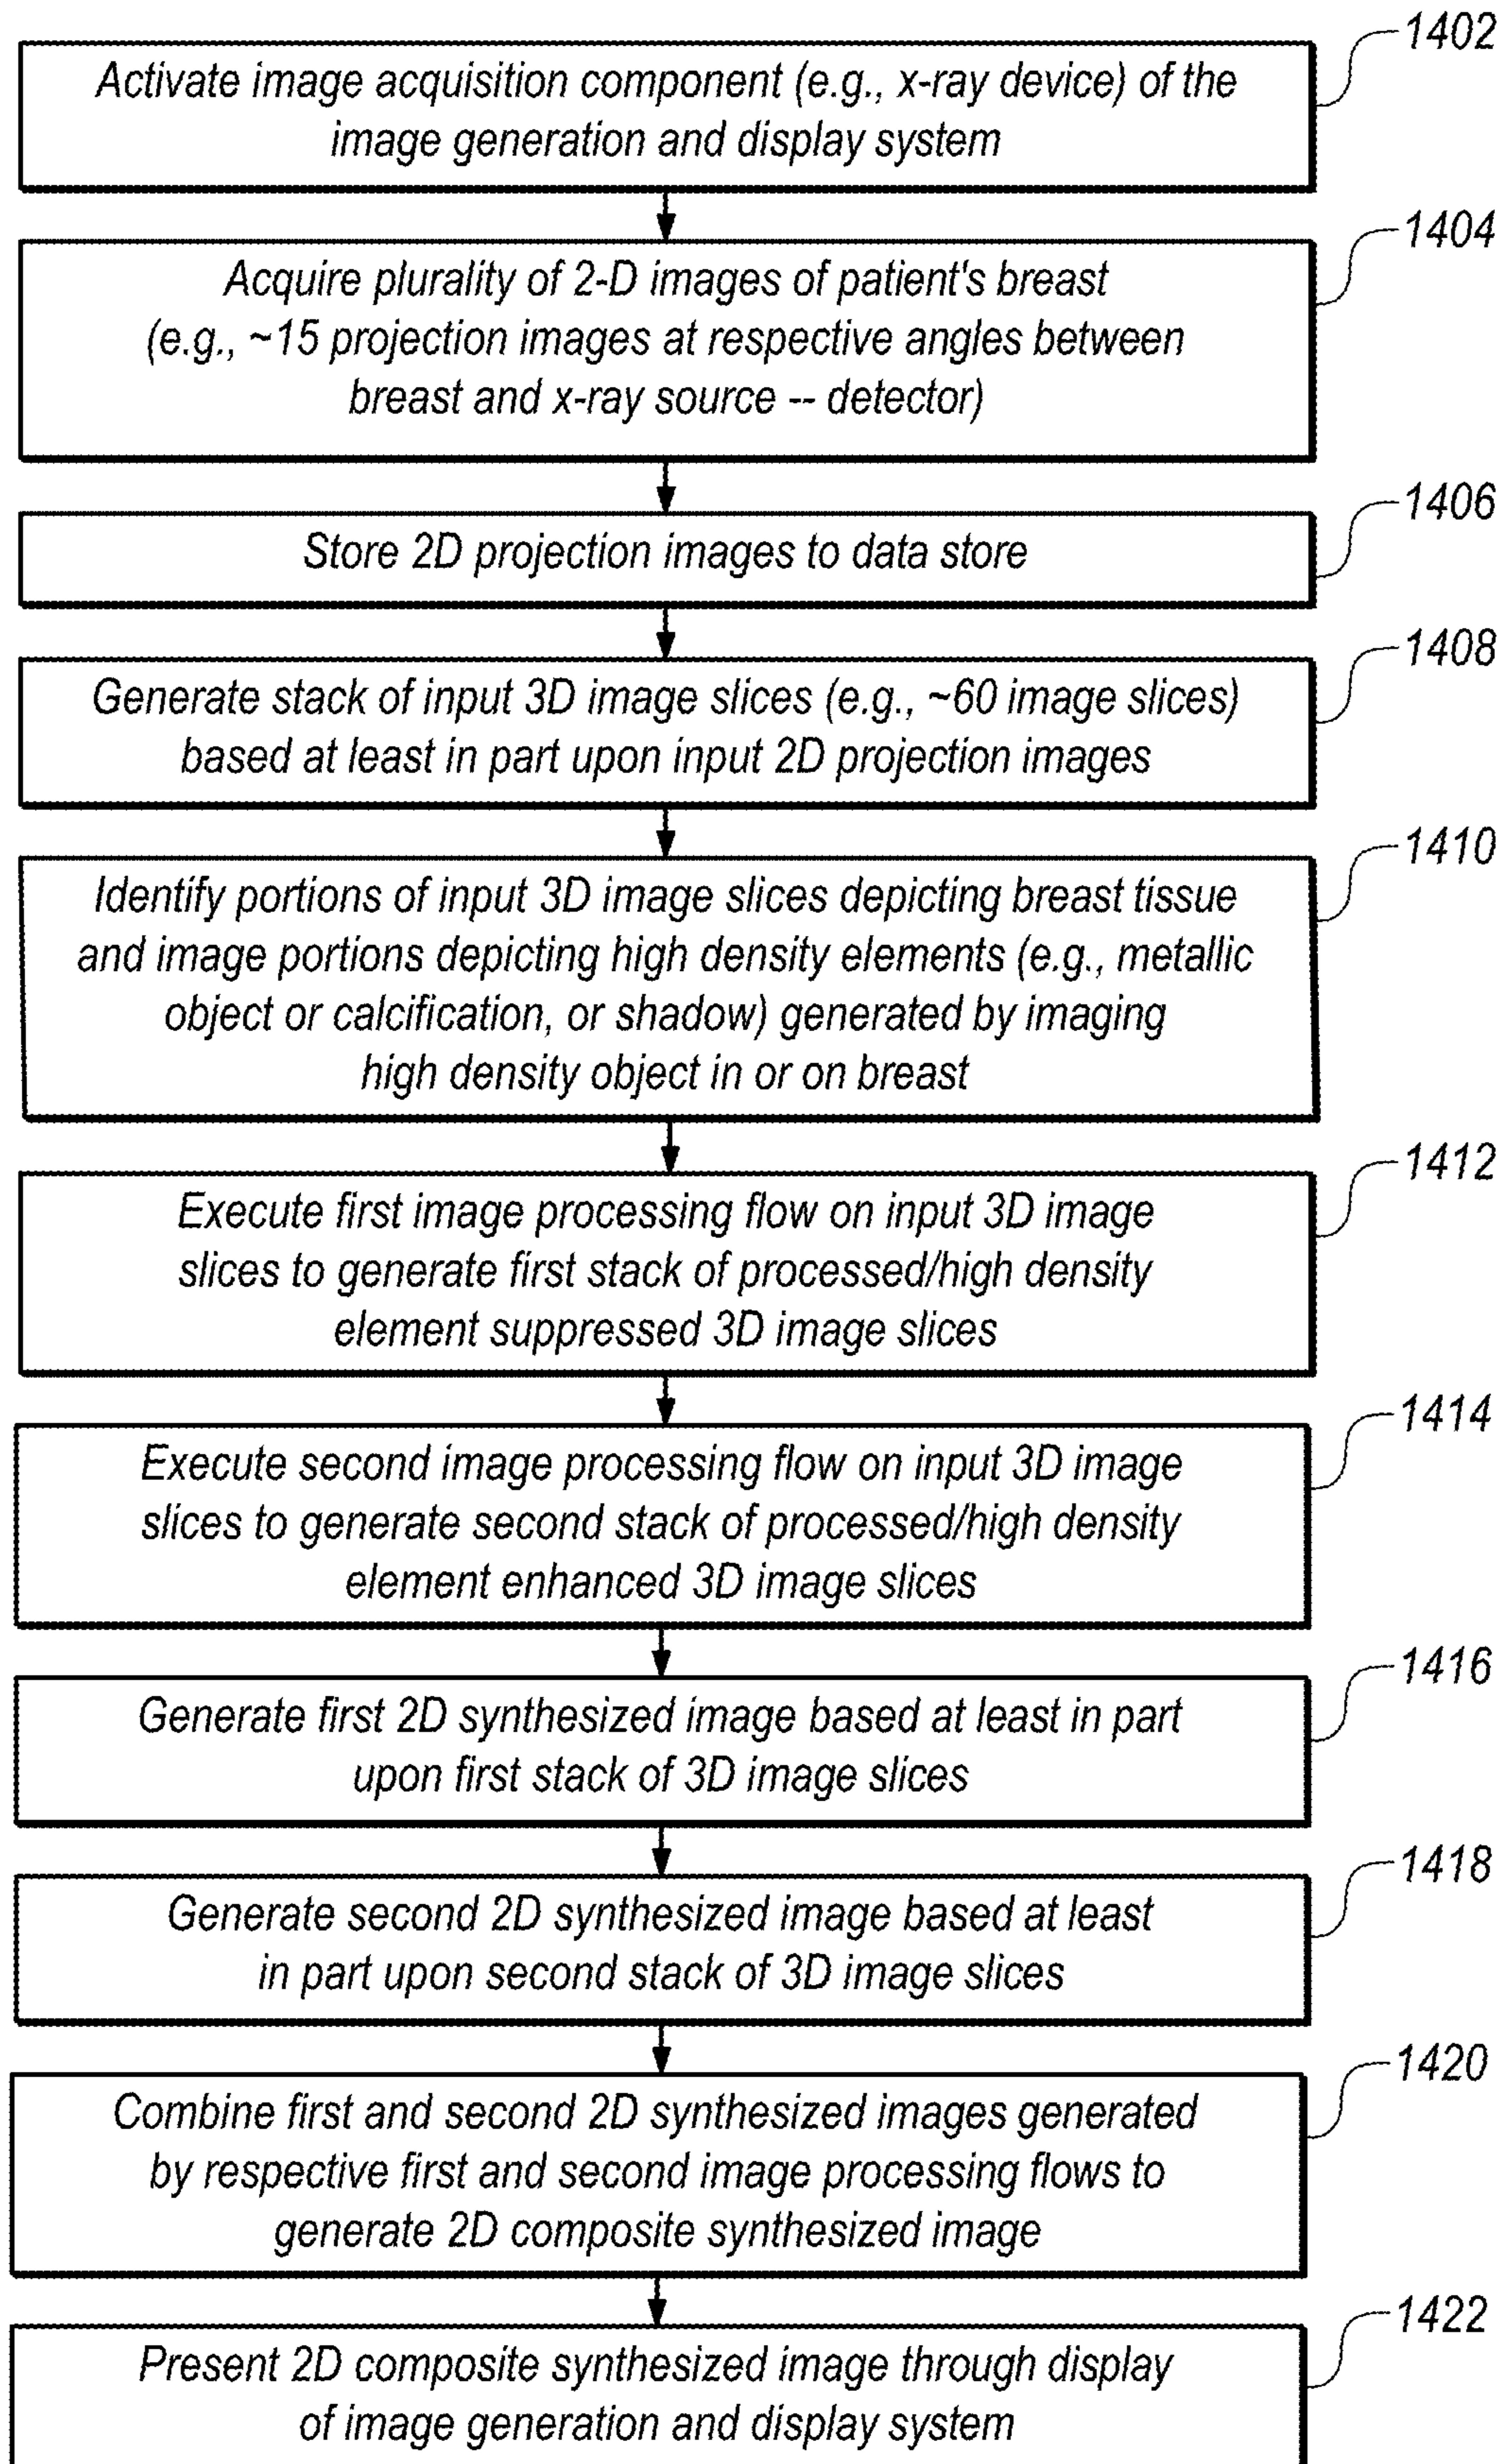 1402
Activate image acquisition component (e.g., x-ray device) of the
image generation and display system
1404
Acquire plurality of 2-D images of patient's breast
(e.g., ~15 projection images at respective angles between
breast and x-ray source -- detector)
1406
Store 2D projection images to data store
1408
Generate stack of input 3D image slices (e.g., ~60 image slices)
based at least in part upon input 2D projection images
1410
Identify portions of input 3D image slices depicting breast tissue
and image portions depicting high density elements (e.g., metallic
object or calcification, or shadow) generated by imaging
high density object in or on breast
1412
Execute first image processing flow on input 3D image
slices to generate first stack of processed/high density
element suppressed 3D image slices
1414
Execute second image processing flow on input 3D image
slices to generate second stack of processed/high density
element enhanced 3D image slices
1416
Generate first 2D synthesized image based at least in part
upon first stack of 3D image slices
1418
Generate second 2D synthesized image based at least
in part upon second stack of 3D image slices
1420
Combine first and second 2D synthesized images generated
by respective first and second image processing flows to
generate 2D composite synthesized image
1422
Present 2D composite synthesized image through display
of image generation and display system